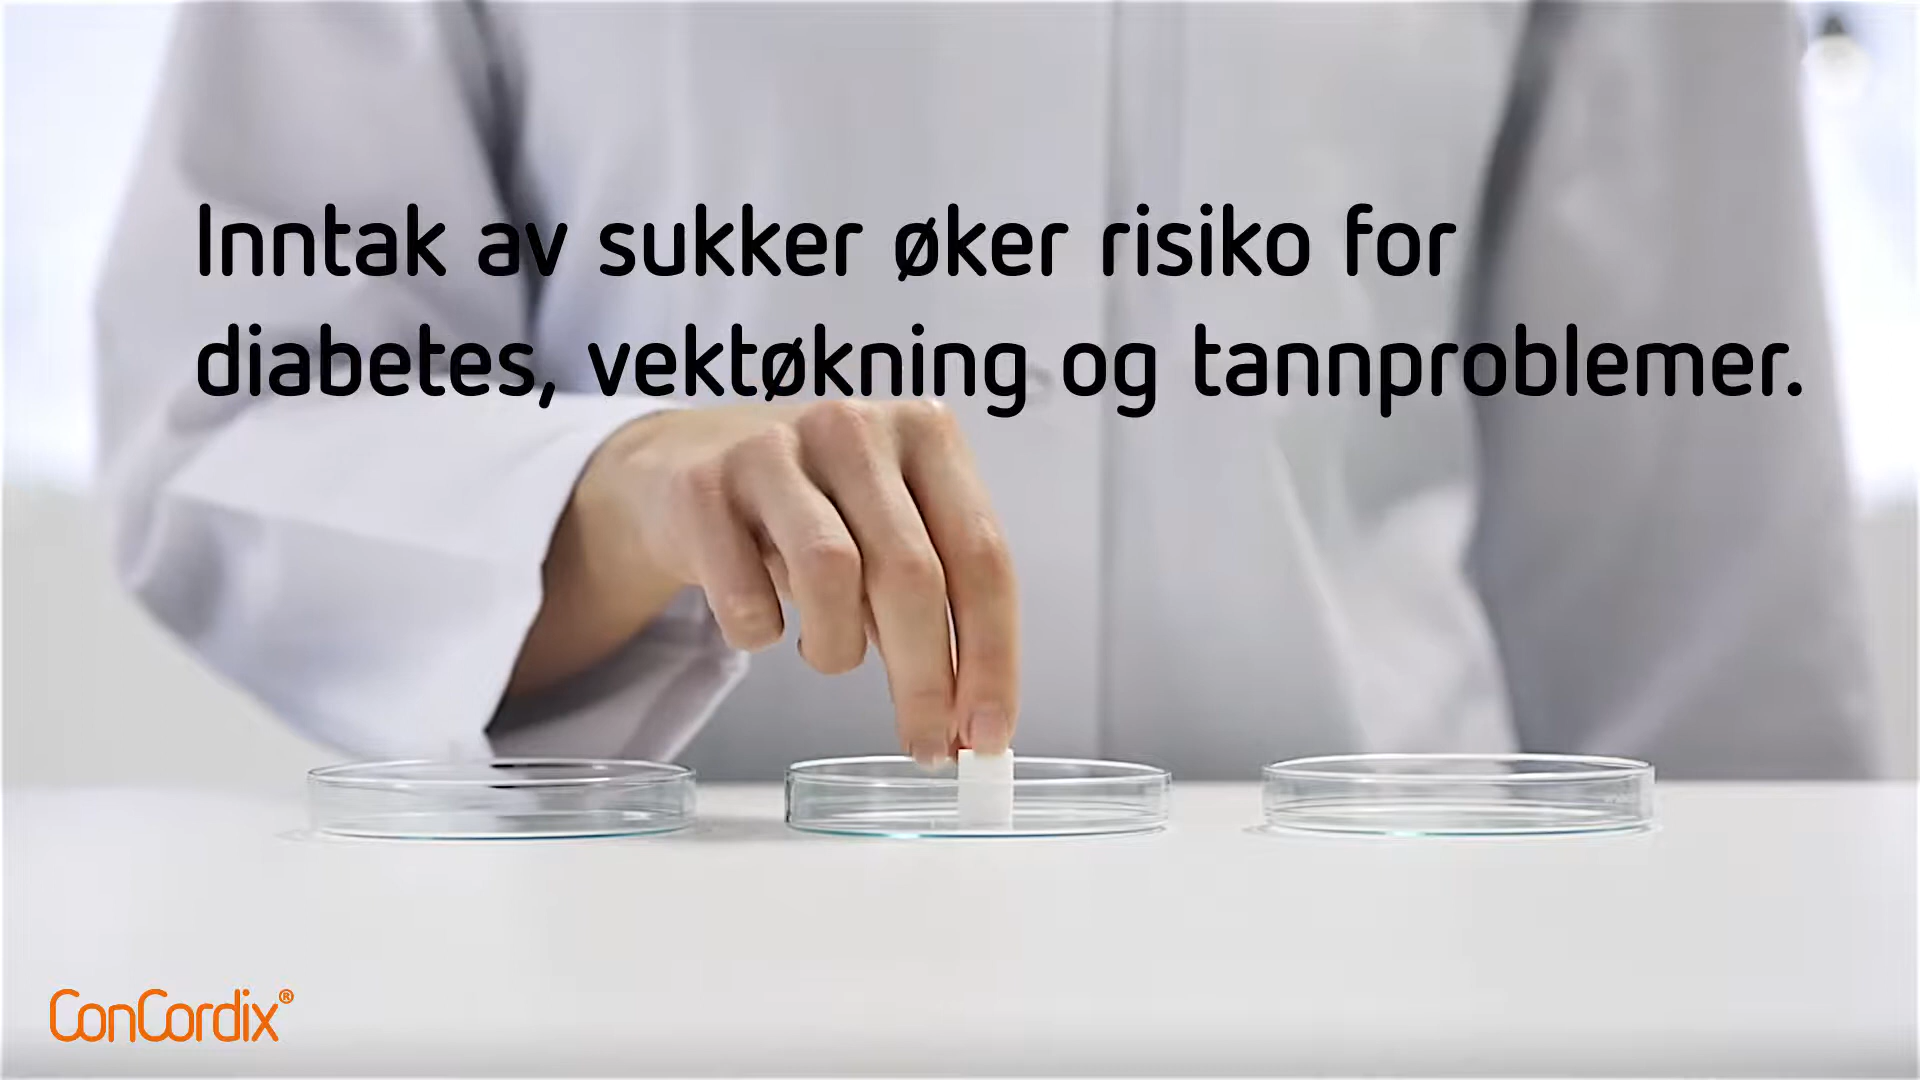 Inntak av sukker øker risiko for
diabetes, vektøkning og tannproblemer.
ConCordix®